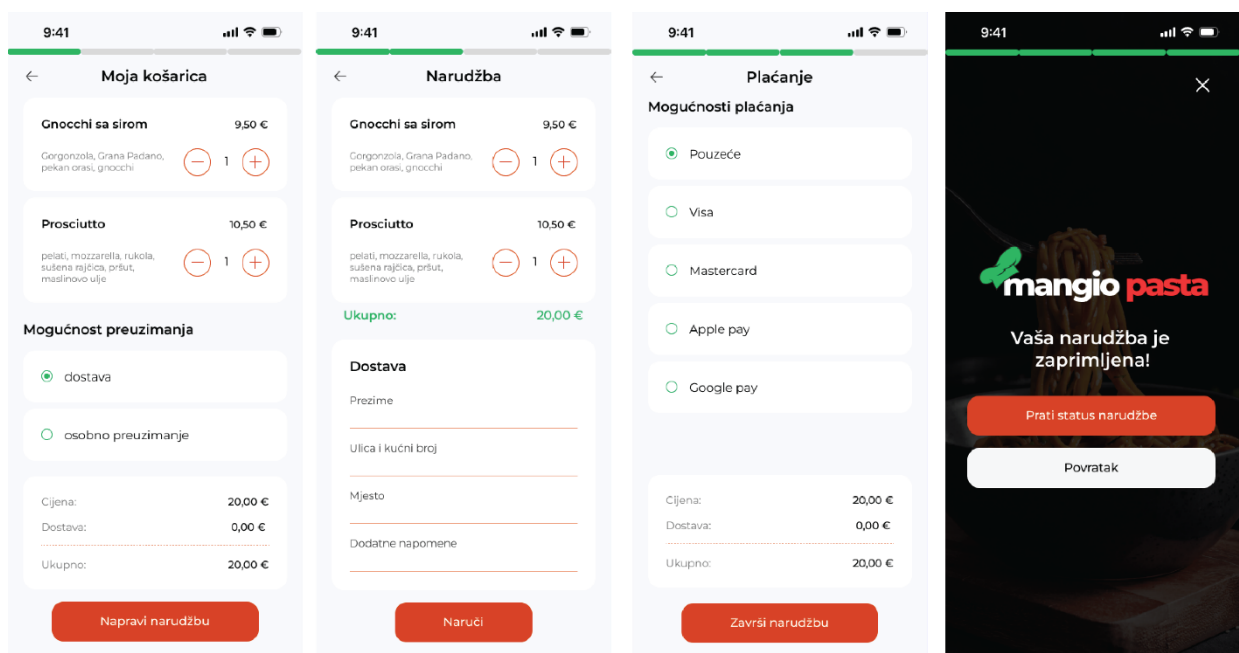 9:41
Moja košarica
Gnocchi sa sirom 9,50 €
Gorgonzola, Grana Padano,
pekan orasi, gnocchi
1
Prosciutto 10,50 €
pelati, mozzarella, rukola,
sušena rajčica, pršut,
maslinovo ulje
1
Mogućnost preuzimanja
dostava
osobno preuzimanje
Cijena: 20,00 €
Dostava: 0,00 €
Ukupno: 20,00 €
Napravi narudžbu
9:41
Narudžba
Gnocchi sa sirom 9,50 €
Gorgonzola, Grana Padano,
pekan orasi, gnocchi
1
Prosciutto 10,50 €
pelati, mozzarella, rukola,
sušena rajčica, pršut,
maslinovo ulje
1
Ukupno: 20,00 €
Dostava
Prezime
Ulica i kućni broj
Mjesto
Dodatne napomene
Naruči
9:41
Plaćanje
Mogućnosti plaćanja
Pouzeće
Visa
Mastercard
Apple pay
Google pay
Cijena: 20,00 €
Dostava: 0,00 €
Ukupno: 20,00 €
Završi narudžbu
9:41
mangio pasta
Vaša narudžba je
zaprimljena!
Prati status narudžbe
Povratak